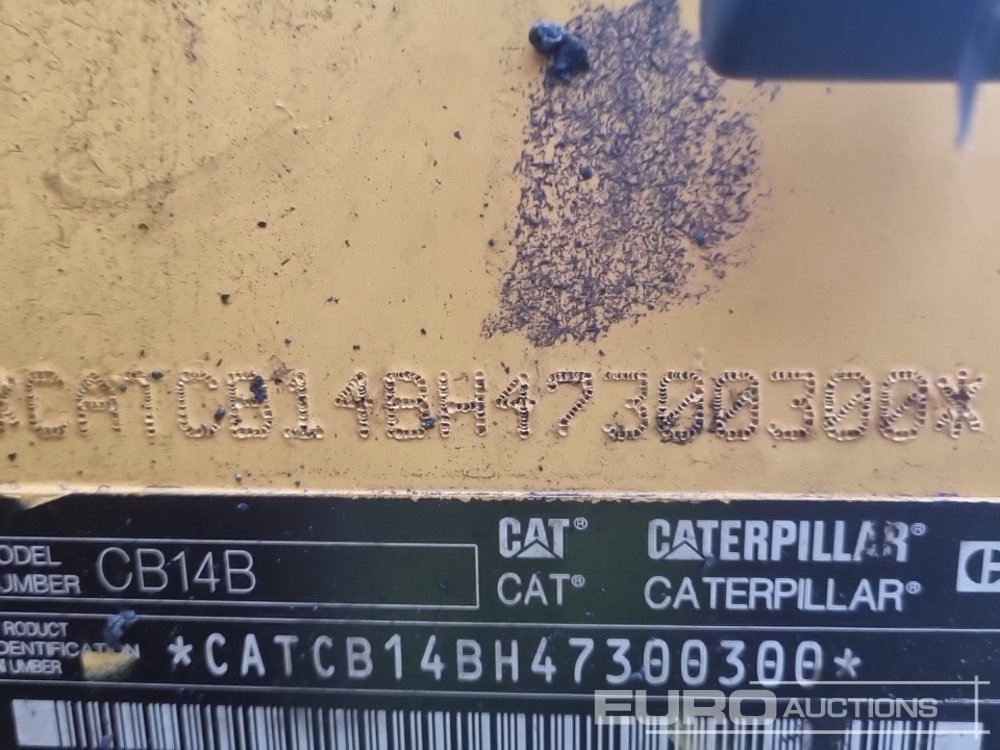 *CATCB14BH47300300*
CAT® CATERPILLAR®
MODEL NUMBER CB14B
CAT® CATERPILLAR®
PRODUCT
IDENTIFICATION
NUMBER
*CATCB14BH47300300*
EURO AUCTIONS